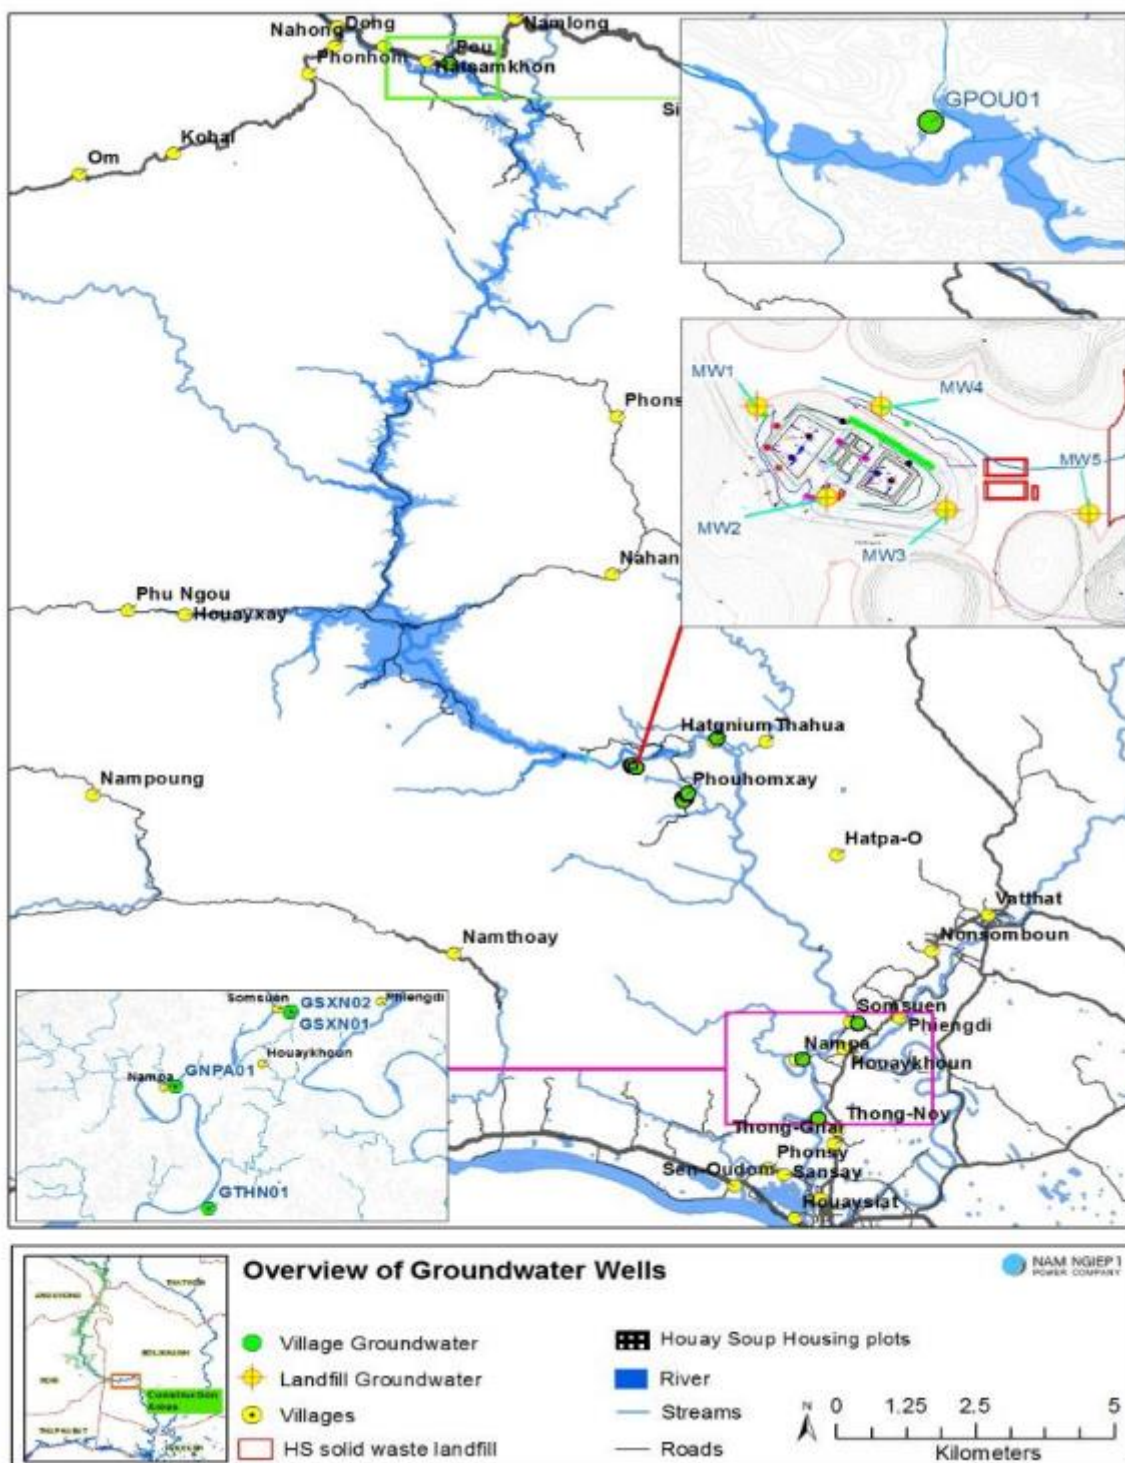 Dong
Namlong
Nahong
Pou
Phonhom
Hatsamkhon
GPOU01
Si
Kohai
Om
MW1
MW4
Phons
MW5
MW2
MW3
Nahan
Phu Ngou
Houayxay
Hatgnium
Thahua
Nampoung
Phouhomxay
Hatpa-O
Vatthat
Namthoay
Nonsomboun
Somsuen
GSXN02
Phiengdi
GSXN01
Somsuen
Phiengdi
Nampa
Houaykhoun
Houaykhoun
GNPA01
Nampa
Thong-Noy
Thong-Ghai
Phonsy
Sen-Oudom
Sansay
GTHN01
Houaysiat
Overview of Groundwater Wells
NAM NGIEP 1
POWER COMPANY
Village Groundwater
Houay Soup Housing plots
Landfill Groundwater
River
Construction
Areas
Villages
Streams
N
0 1.25 2.5 5
HS solid waste landfill
Roads
Kilometers